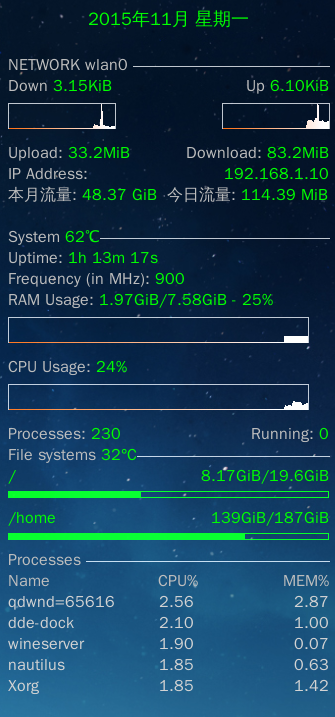 2015年11月 星期一
NETWORK wlan0
Down 3.15KiB Up 6.10KiB
Upload: 33.2MiB Download: 83.2MiB
IP Address: 192.168.1.10
本月流量: 48.37 GiB 今日流量: 114.39 MiB
System 62℃
Uptime: 1h 13m 17s
Frequency (in MHz): 900
RAM Usage: 1.97GiB/7.58GiB - 25%
CPU Usage: 24%
Processes: 230 Running: 0
File systems 32°C
/ 8.17GiB/19.6GiB
/home 139GiB/187GiB
Processes
Name CPU% MEM%
qdwnd=65616 2.56 2.87
dde-dock 2.10 1.00
wineserver 1.90 0.07
nautilus 1.85 0.63
Xorg 1.85 1.42